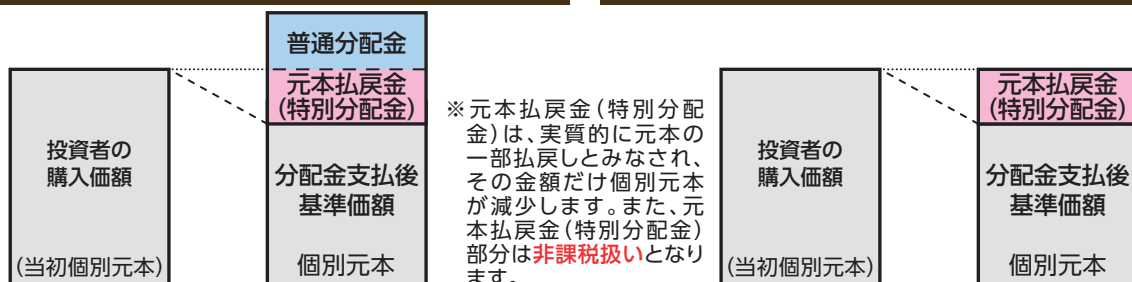 投資者の
購入価額
(当初個別元本)
普通分配金
元本払戻金
(特別分配金)
分配金支払後
基準価額
個別元本
※元本払戻金(特別分配
金)は、実質的に元本の
一部払戻しとみなされ、
その金額だけ個別元本
が減少します。また、元
本払戻金(特別分配金)
部分は非課税扱いとなり
ます。
投資者の
購入価額
(当初個別元本)
元本払戻金
(特別分配金)
分配金支払後
基準価額
個別元本